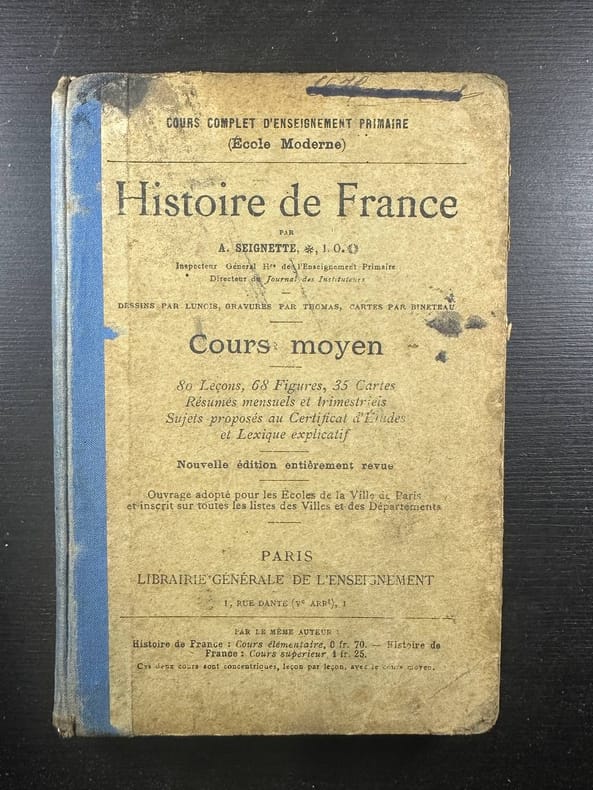 COURS COMPLET D'ENSEIGNEMENT PRIMAIRE
(École Moderne)
Histoire de France
PAR
A. SEIGNETTE, ※, I. O.
Inspecteur Général Hre de l'Enseignement Primaire
Directeur du Journal des Instituteurs
DESSINS PAR LUNOIS, GRAVURES PAR THOMAS, CARTES PAR BINETEAU
Cours moyen
80 Leçons, 68 Figures, 35 Cartes
Résumés mensuels et trimestriels
Sujets proposés au Certificat d'Études
et Lexique explicatif
Nouvelle édition entièrement revue
Ouvrage adopté pour les Écoles de la Ville de Paris
et inscrit sur toutes les listes des Villes et des Départements
PARIS
LIBRAIRIE GÉNÉRALE DE L'ENSEIGNEMENT
1, RUE DANTE (Ve ARRt), 1
PAR LE MÊME AUTEUR :
Histoire de France : Cours élémentaire, 0 fr. 70. — Histoire de
France : Cours supérieur, 1 fr. 25.
Ces deux cours sont concentriques, leçon par leçon, avec le cours moyen.